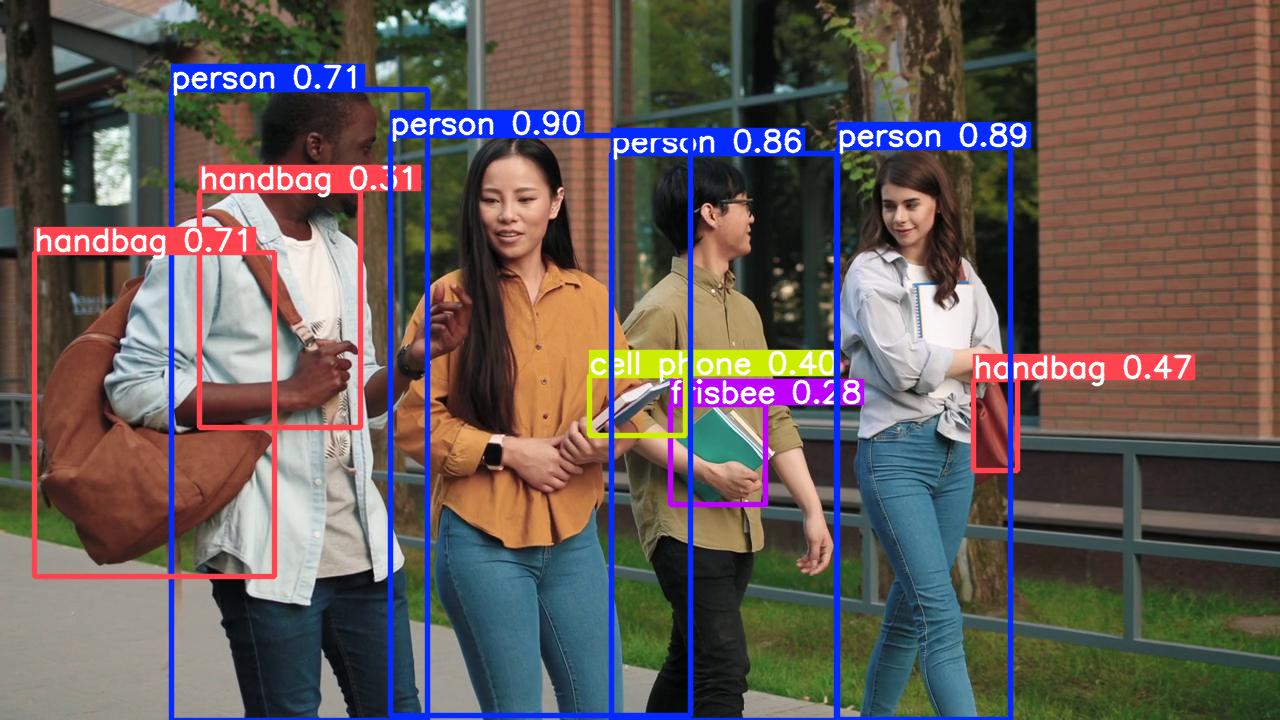 person 0.71
person 0.90
person 0.86
person 0.89
handbag 0.31
handbag 0.71
cell phone 0.40
handbag 0.47
frisbee 0.28